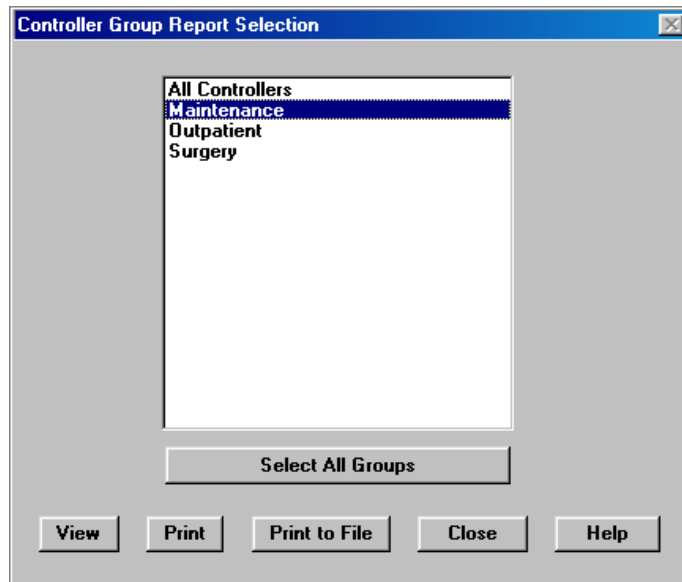 Controller Group Report Selection
All Controllers
Maintenance
Outpatient
Surgery
Select All Groups
View Print Print to File Close Help